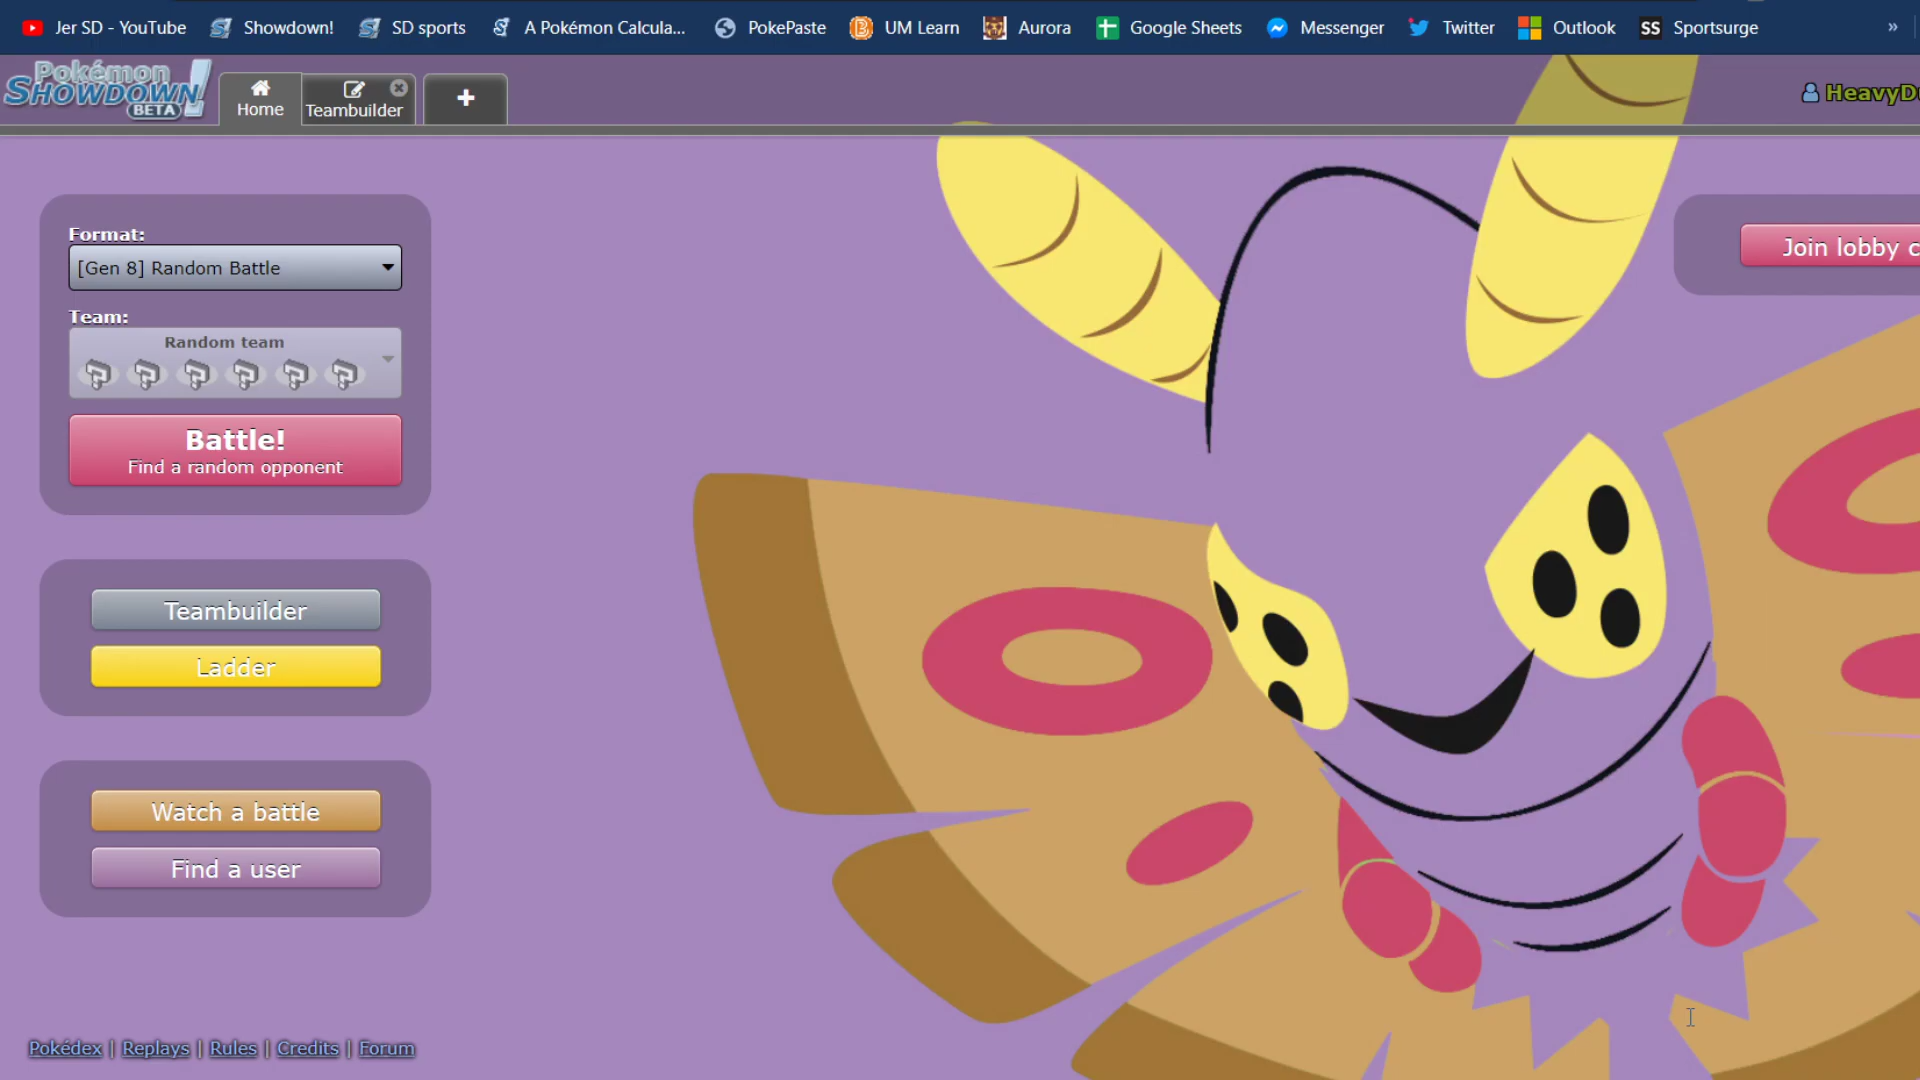 Jer SD - YouTube Showdown! SD sports A Pokémon Calcula... PokePaste UM Learn Aurora Google Sheets Messenger Twitter Outlook SS Sportsurge »
Pokémon
SHOWDOWN!
BETA
Home
Teambuilder
+
HeavyD
Format:
[Gen 8] Random Battle
Team:
Random team
? ? ? ? ? ?
Battle!
Find a random opponent
Join lobby c
Teambuilder
Ladder
Watch a battle
Find a user
Pokédex | Replays | Rules | Credits | Forum